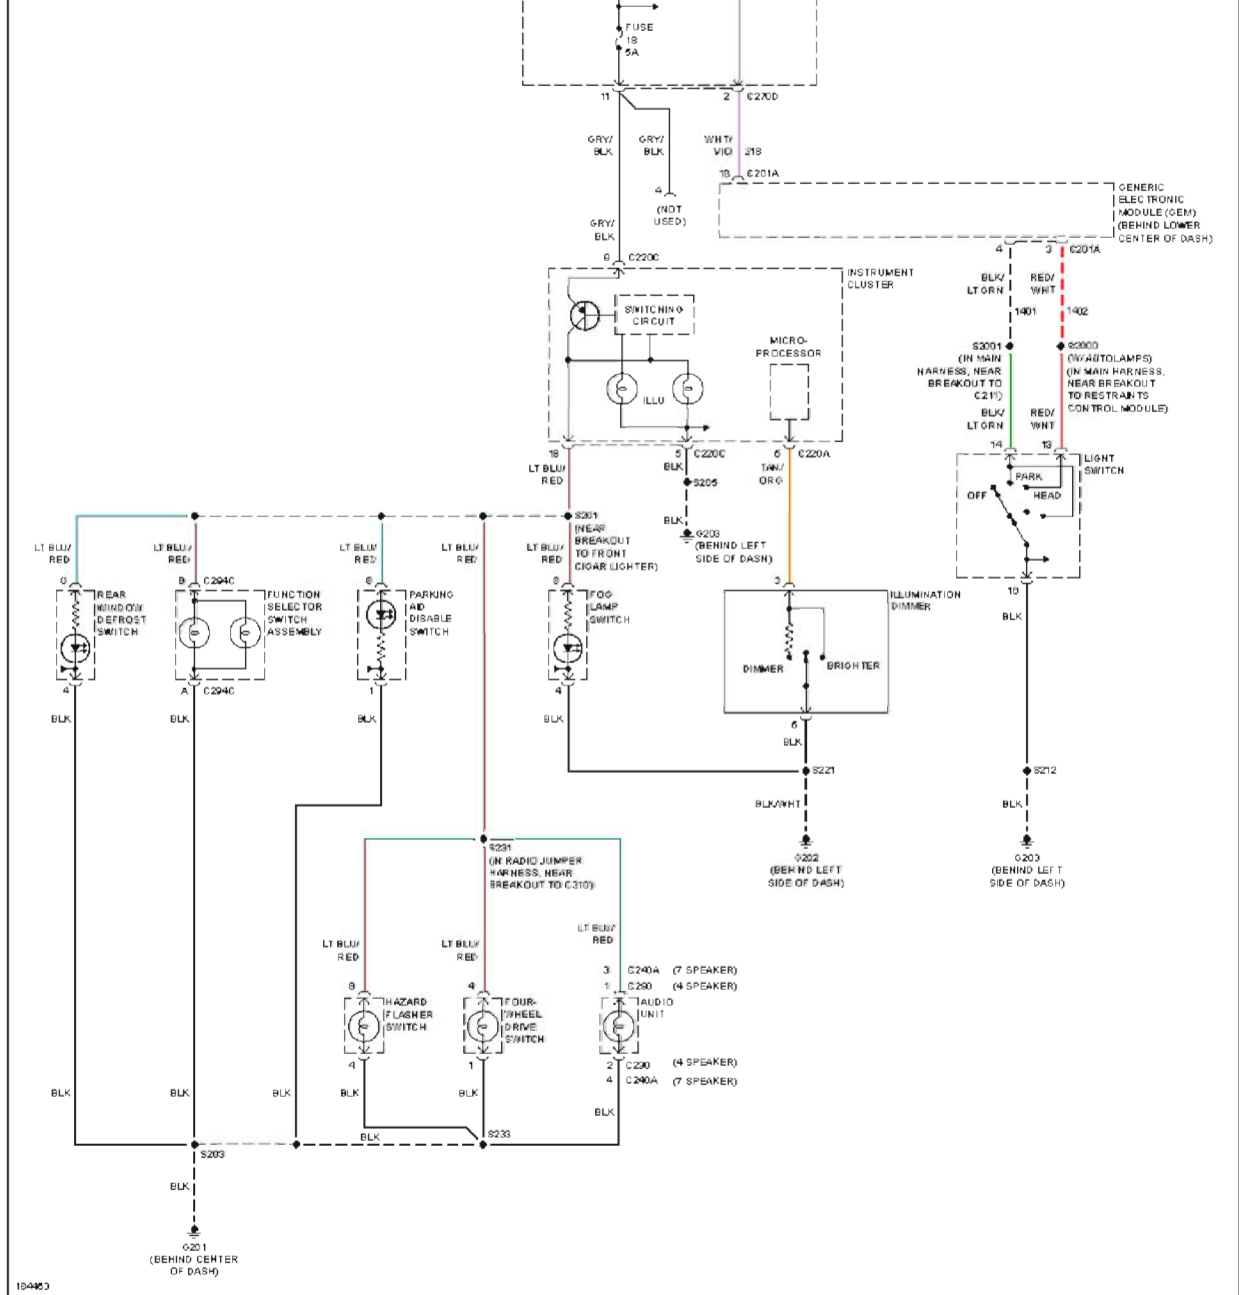 FUSE
18
5A
11
2 C270D
GRY/
BLK
GRY/
BLK
WHT/
VIO 218
18 C201A
4
(NOT
USED)
GENERIC
ELECTRONIC
MODULE (GEM)
(BEHIND LOWER
CENTER OF DASH)
GRY/
BLK
4 3 C201A
C220C
BLK/
LT GRN
RED/
WHT
1401 1402
INSTRUMENT
CLUSTER
SWITCHING
CIRCUIT
MICRO-
PROCESSOR
ILLU
S2001
(IN MAIN
HARNESS, NEAR
BREAKOUT TO
C211)
S2000
(W/AUTOLAMPS)
(IN MAIN HARNESS,
NEAR BREAKOUT
TO RESTRAINTS
CONTROL MODULE)
BLK/
LT GRN
RED/
WHT
14 13
LIGHT
SWITCH
PARK
OFF HEAD
18 5 C220C 6 C220A
LT BLU/
RED
BLK
S205
TAN/
ORG
BLK
G203
(BEHIND LEFT
SIDE OF DASH)
S201
(NEAR
BREAKOUT
TO FRONT
CIGAR LIGHTER)
LT BLU/
RED
LT BLU/
RED
LT BLU/
RED
LT BLU/
RED
LT BLU/
RED
C294C
3
10
BLK
REAR
WINDOW
DEFROST
SWITCH
FUNCTION
SELECTOR
SWITCH
ASSEMBLY
PARKING
AID
DISABLE
SWITCH
FOG
LAMP
SWITCH
ILLUMINATION
DIMMER
DIMMER BRIGHTER
4 A C294C 1 4
BLK BLK BLK BLK
BLK
S221 S212
BLK/WHT BLK
G202
(BEHIND LEFT
SIDE OF DASH)
G203
(BEHIND LEFT
SIDE OF DASH)
S231
(IN RADIO JUMPER
HARNESS, NEAR
BREAKOUT TO C310)
LT BLU/
RED
LT BLU/
RED
LT BLU/
RED
3 C240A (7 SPEAKER)
8 4 1 C290 (4 SPEAKER)
HAZARD
FLASHER
SWITCH
FOUR-
WHEEL
DRIVE
SWITCH
AUDIO
UNIT
4 1 2 C290 (4 SPEAKER)
4 C240A (7 SPEAKER)
BLK BLK BLK BLK BLK
BLK
BLK
S233
S203
BLK
G201
(BEHIND CENTER
OF DASH)
184463